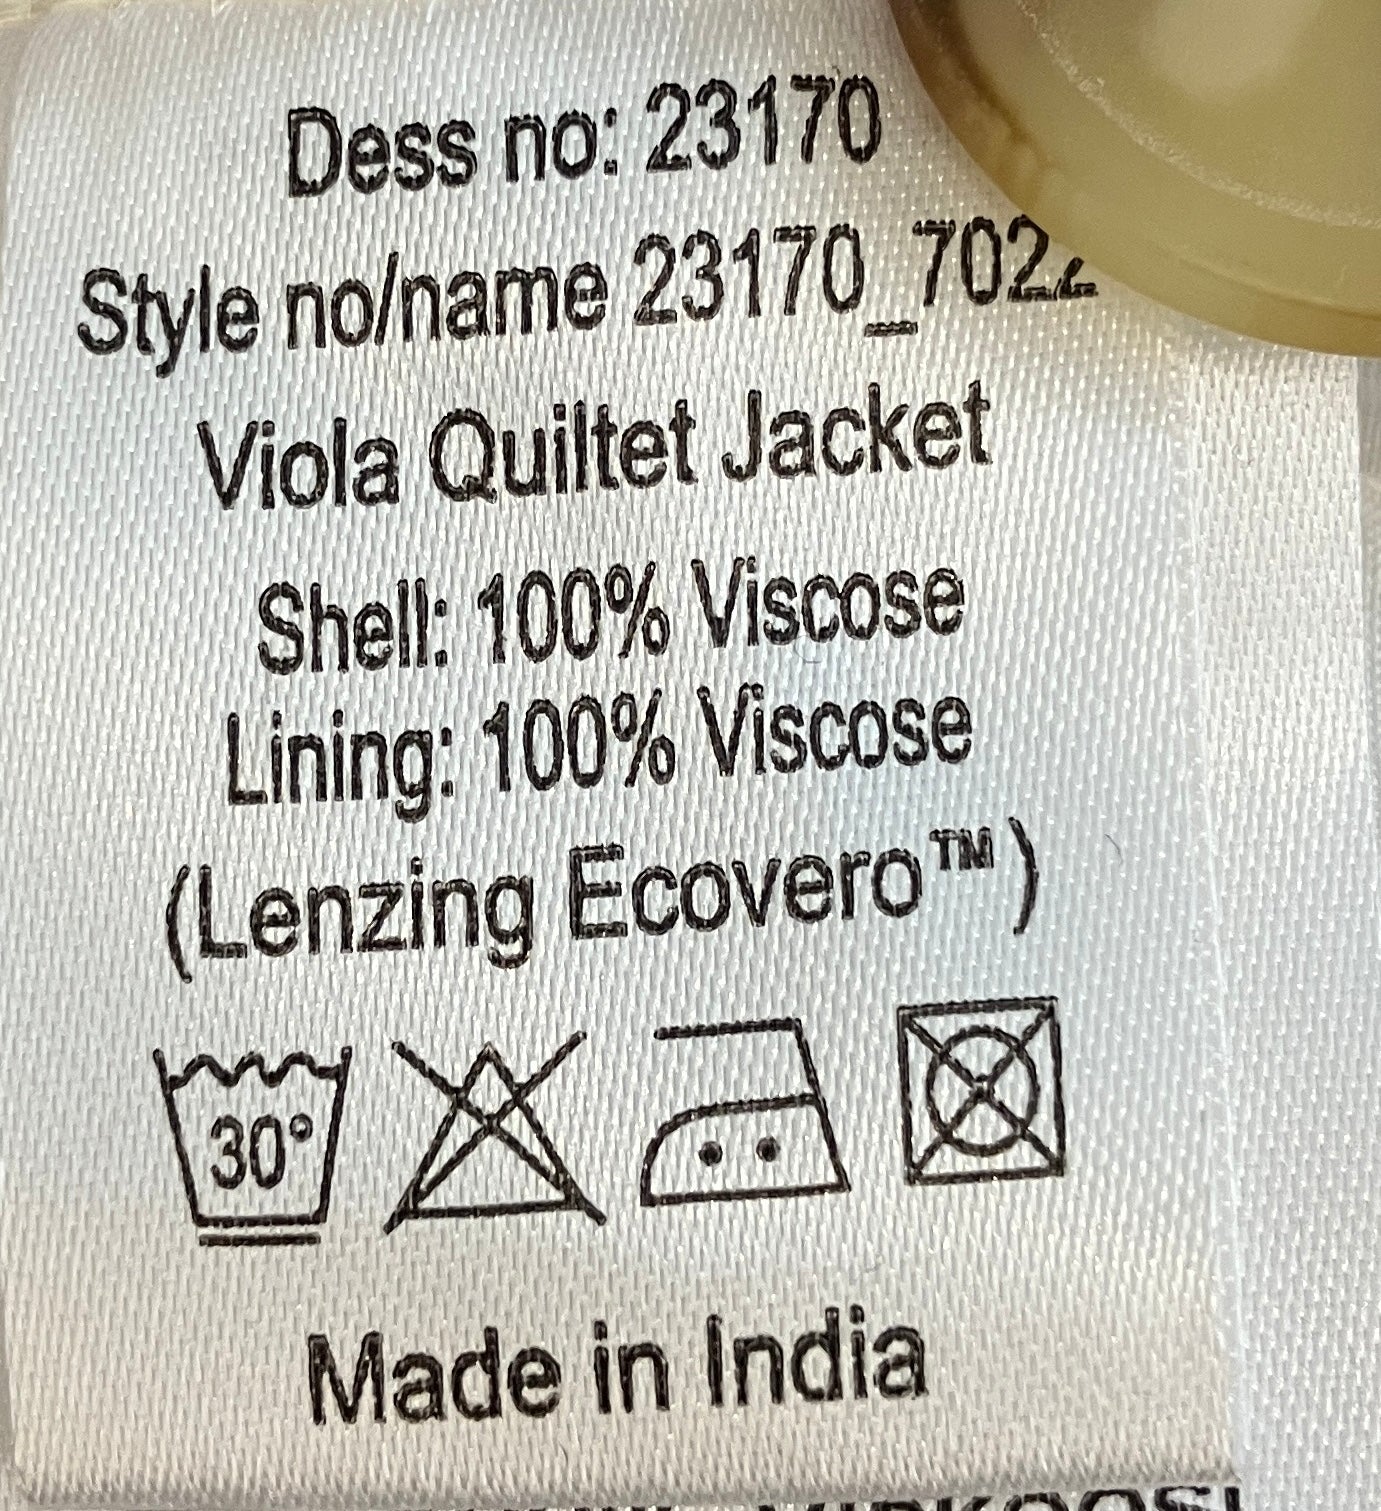 Dess no: 23170
Style no/name 23170_7022
Viola Quiltet Jacket
Shell: 100% Viscose
Lining: 100% Viscose
(Lenzing Ecovero™)
30°
Made in India